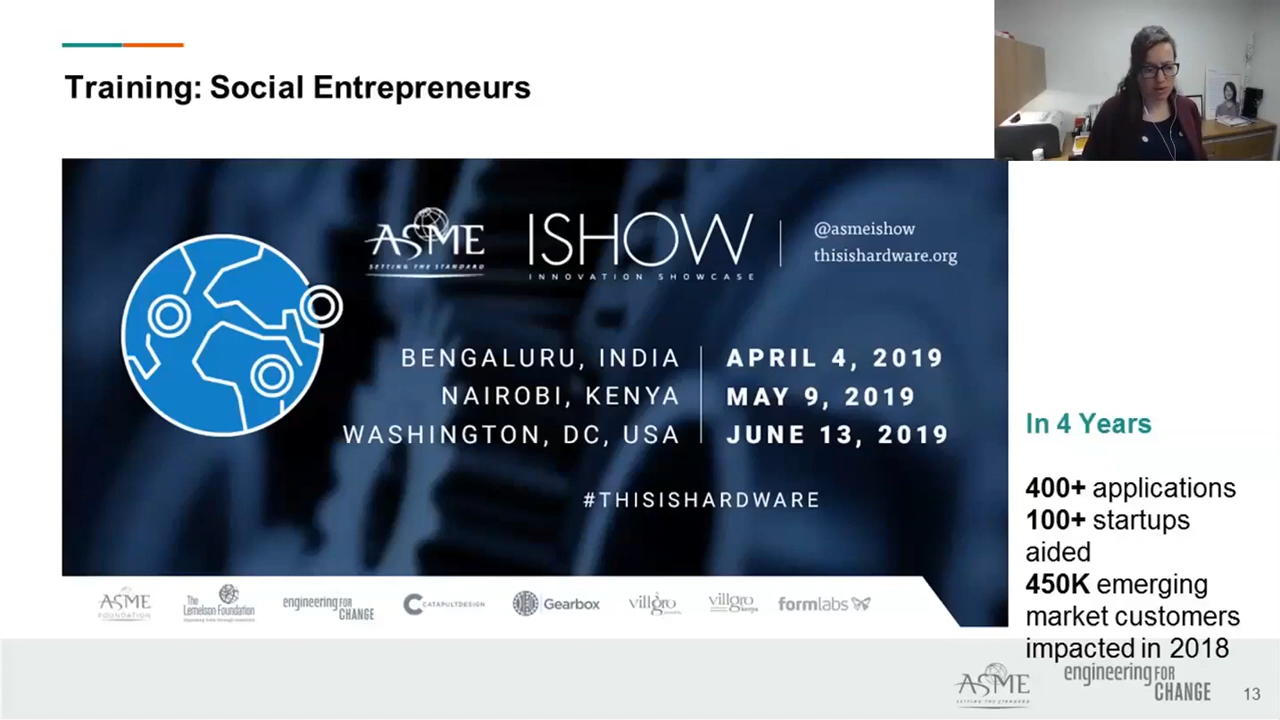 Training: Social Entrepreneurs
ASME
SETTING THE STANDARD
ISHOW
INNOVATION SHOWCASE
@asmeishow
thisishardware.org
BENGALURU, INDIA
APRIL 4, 2019
NAIROBI, KENYA
MAY 9, 2019
WASHINGTON, DC, USA
JUNE 13, 2019
#THISISHARDWARE
In 4 Years
400+ applications
100+ startups
aided
450K emerging
market customers
impacted in 2018
ASME
FOUNDATION
The
Lemelson Foundation
engineering FOR
CHANGE
CATAPULTDESIGN
Gearbox
villgro
villgro
kenya
formlabs
ASME
SETTING THE STANDARD
engineering FOR
CHANGE
13